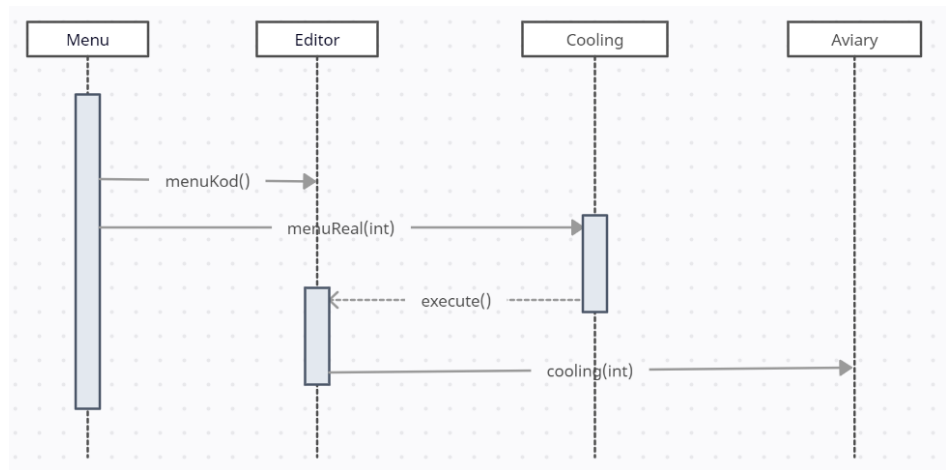 Menu
Editor
Cooling
Aviary
menuKod()
menuReal(int)
execute()
cooling(int)